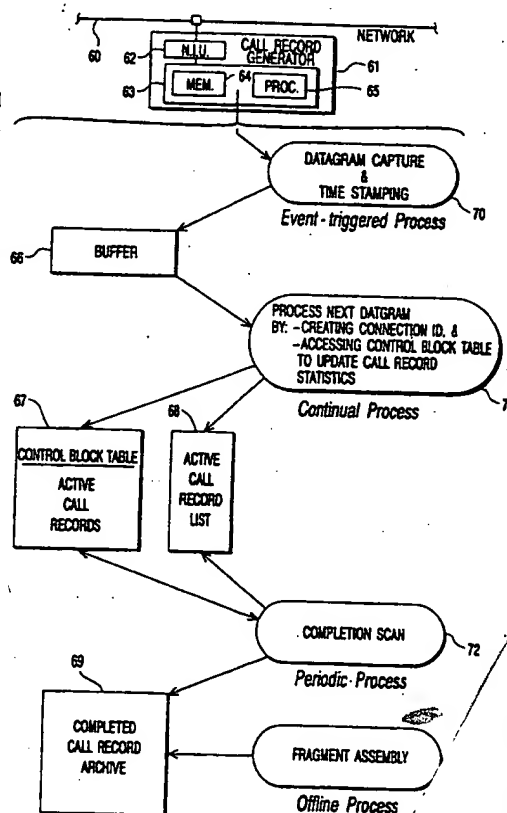 NETWORK
60
62
N.I.U.
CALL RECORD
GENERATOR
61
63
MEM.
64
PROC.
65
DATAGRAM CAPTURE
&
TIME STAMPING
70
Event-triggered Process
66
BUFFER
PROCESS NEXT DATGRAM
BY: -CREATING CONNECTION ID, &
-ACCESSING CONTROL BLOCK TABLE
TO UPDATE CALL RECORD
STATISTICS
Continual Process
67
CONTROL BLOCK TABLE
ACTIVE
CALL
RECORDS
68
ACTIVE
CALL
RECORD
LIST
COMPLETION SCAN
72
Periodic Process
69
COMPLETED
CALL RECORD
ARCHIVE
FRAGMENT ASSEMBLY
Offline Process